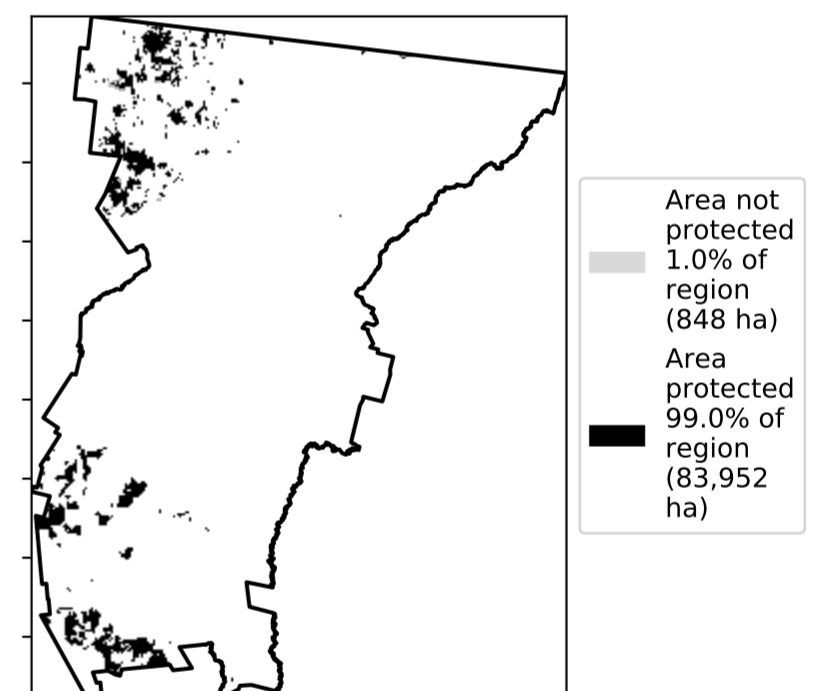 Area not
protected
1.0% of
region
(848 ha)
Area
protected
99.0% of
region
(83,952
ha)